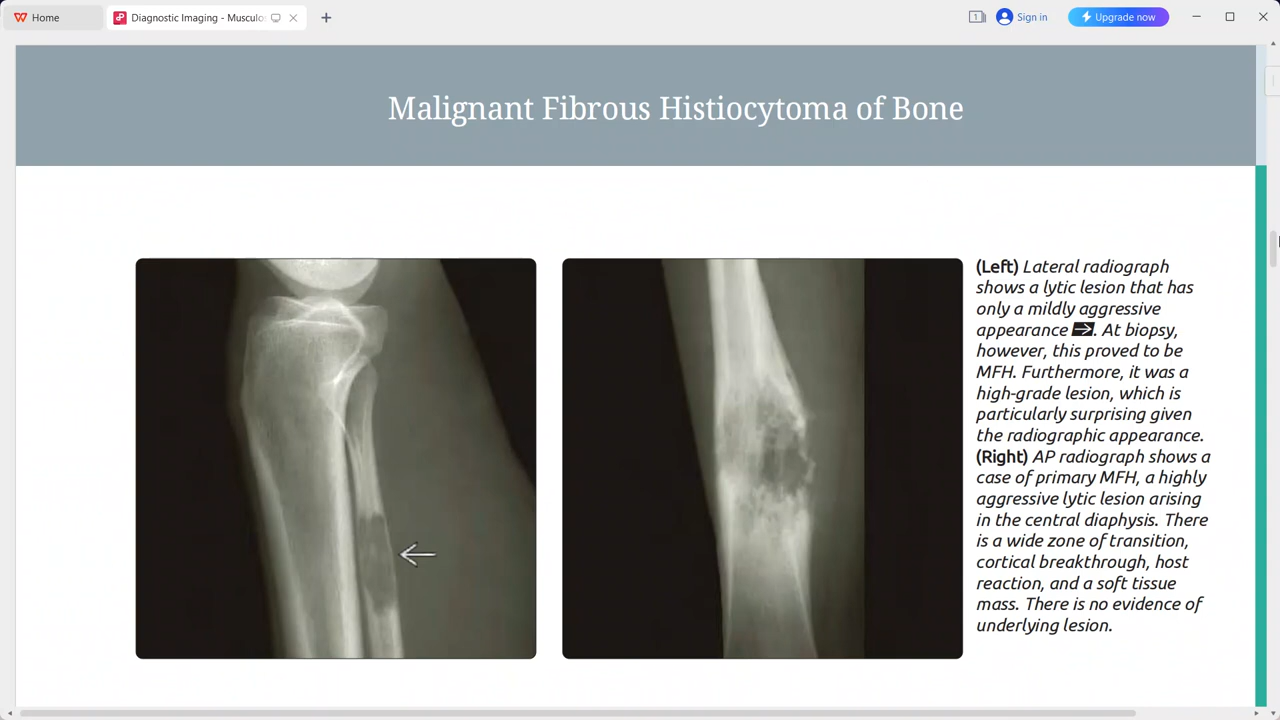 Home
Diagnostic Imaging - Musculo
1
Sign in
Upgrade now
Malignant Fibrous Histiocytoma of Bone
(Left) Lateral radiograph
shows a lytic lesion that has
only a mildly aggressive
appearance ➡. At biopsy,
however, this proved to be
MFH. Furthermore, it was a
high-grade lesion, which is
particularly surprising given
the radiographic appearance.
(Right) AP radiograph shows a
case of primary MFH, a highly
aggressive lytic lesion arising
in the central diaphysis. There
is a wide zone of transition,
cortical breakthrough, host
reaction, and a soft tissue
mass. There is no evidence of
underlying lesion.